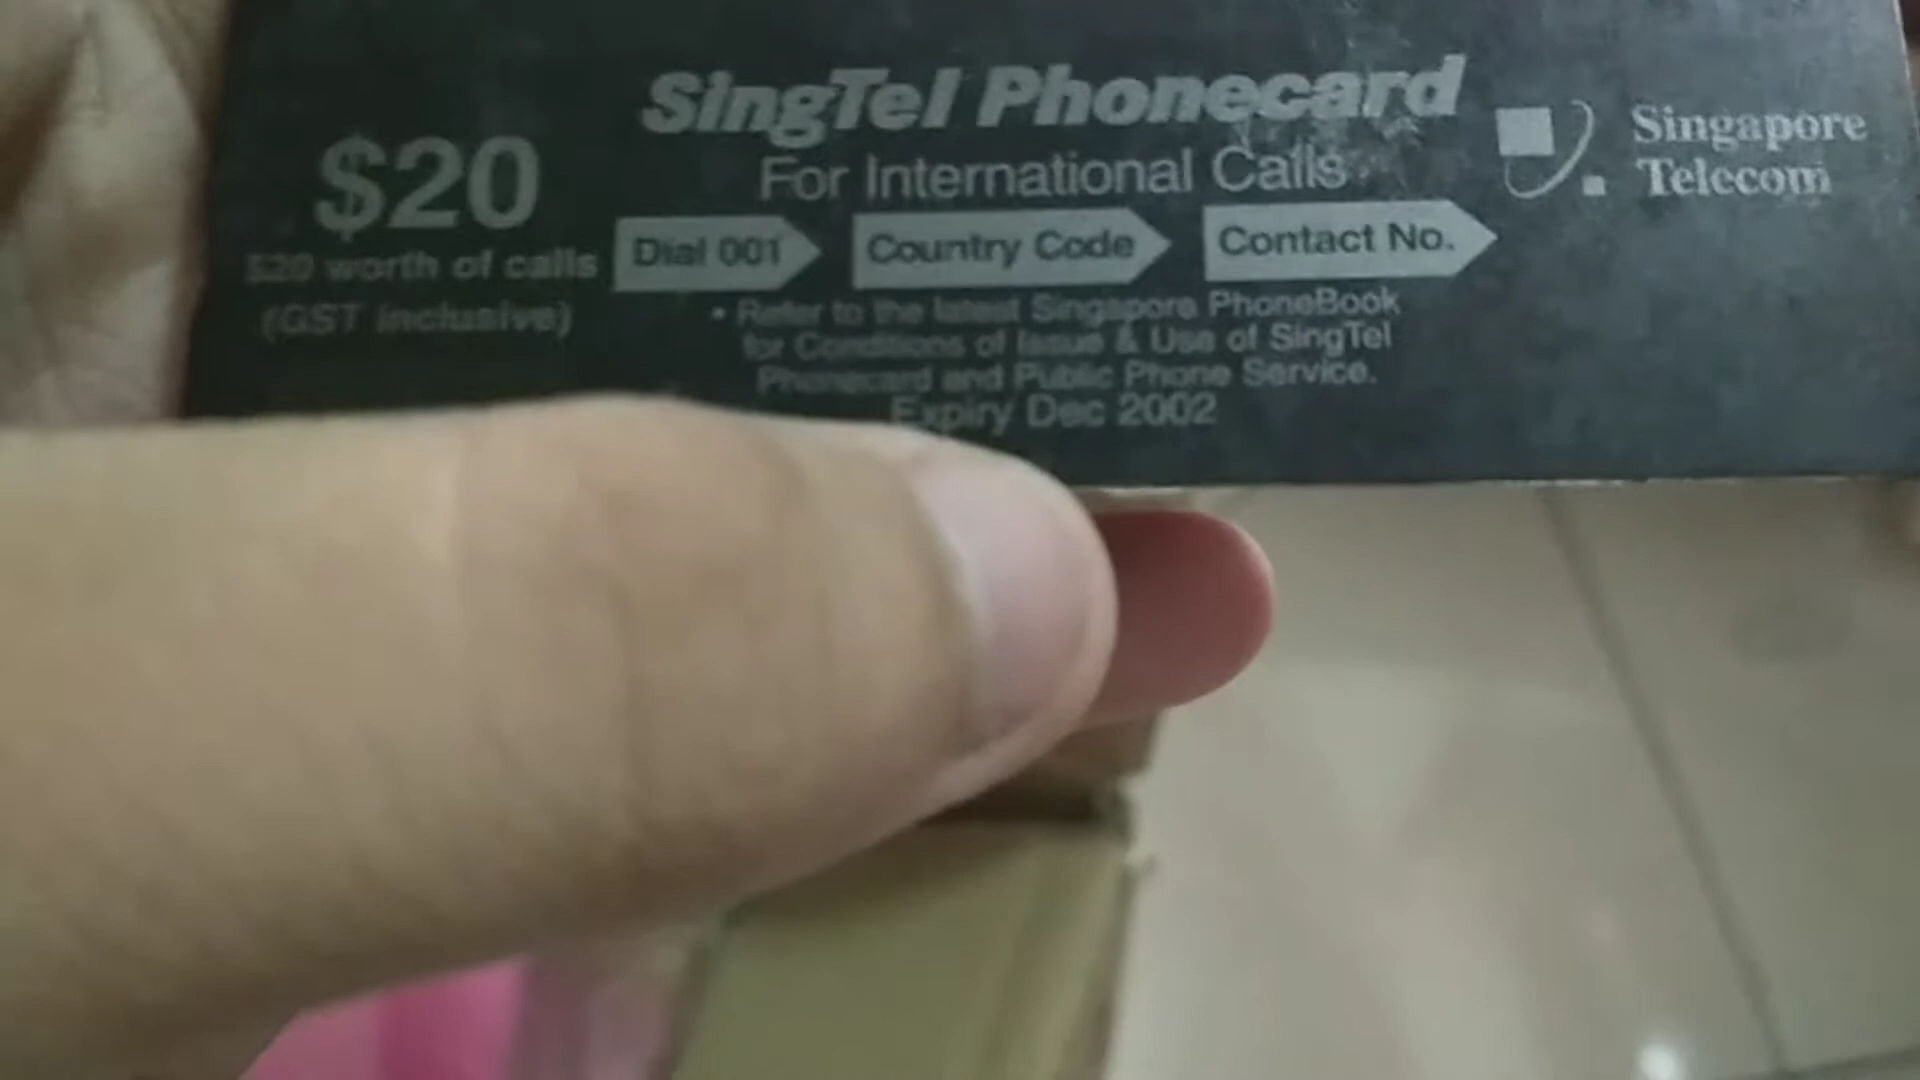 SingTel Phonecard
For International Calls
Singapore
Telecom
$20
$20 worth of calls
(GST inclusive)
Dial 001
Country Code
Contact No.
• Refer to the latest Singapore PhoneBook
for Conditions of Issue & Use of SingTel
Phonecard and Public Phone Service.
Expiry Dec 2002